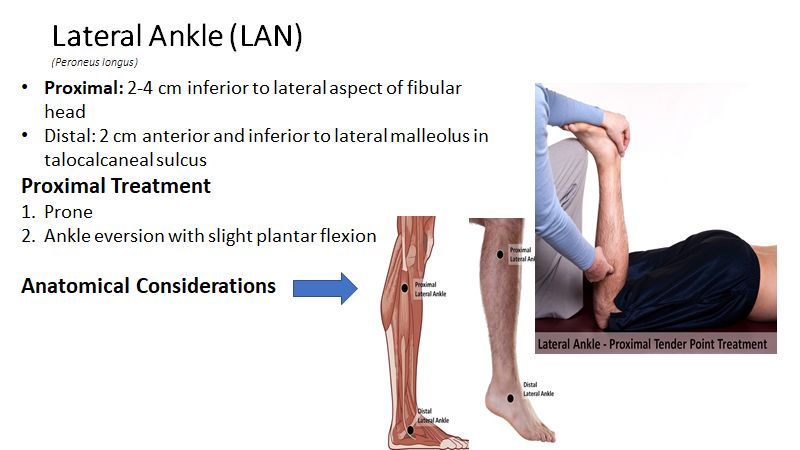 Lateral Ankle (LAN)
(Peroneus longus)
• Proximal: 2-4 cm inferior to lateral aspect of fibular
head
• Distal: 2 cm anterior and inferior to lateral malleolus in
talocalcaneal sulcus
Proximal Treatment
1. Prone
2. Ankle eversion with slight plantar flexion
Anatomical Considerations
Proximal
Lateral Ankle
Distal
Lateral Ankle
Proximal
Lateral An
Distal
Lateral Ankle
Lateral Ankle - Proximal Tender Point Treatment